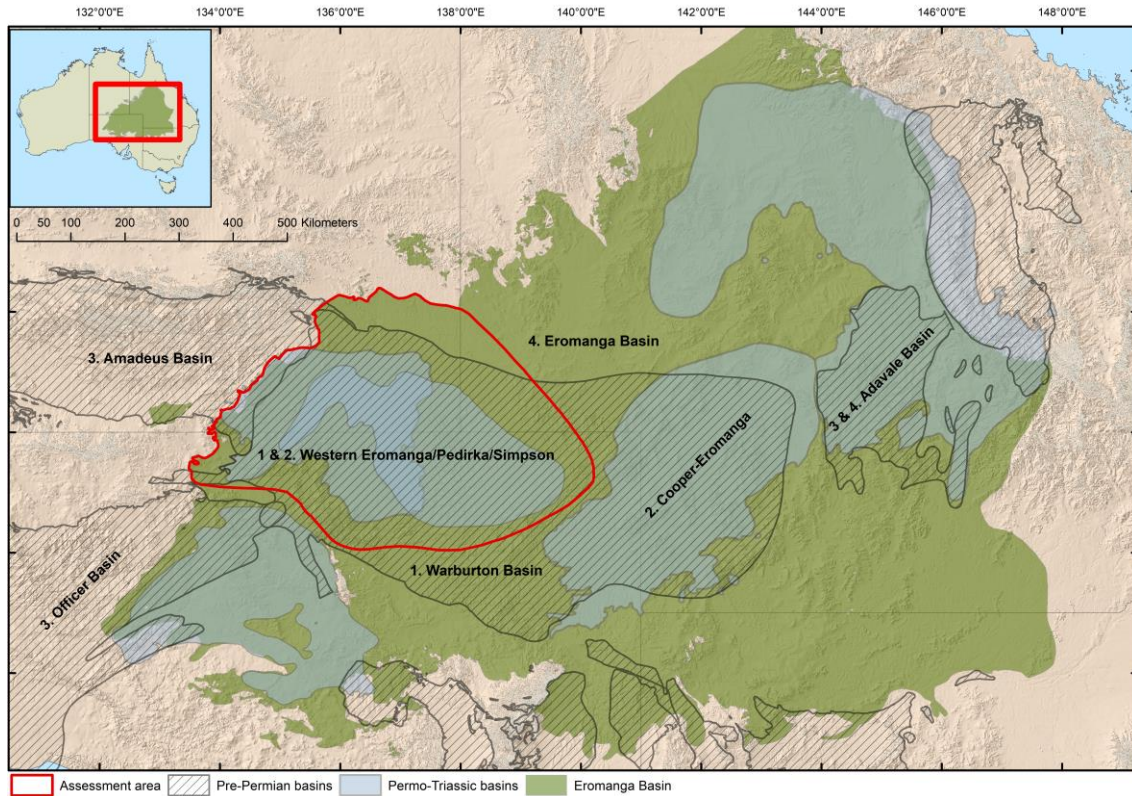 132°0'0"E 134°0'0"E 136°0'0"E 138°0'0"E 140°0'0"E 142°0'0"E 144°0'0"E 146°0'0"E 148°0'0"E
0 50 100 200 300 400 500 Kilometers
4. Eromanga Basin
3. Amadeus Basin
3 & 4. Adavale Basin
1 & 2. Western Eromanga/Pedirka/Simpson
2. Cooper-Eromanga
1. Warburton Basin
3. Officer Basin
Assessment area Pre-Permian basins Permo-Triassic basins Eromanga Basin